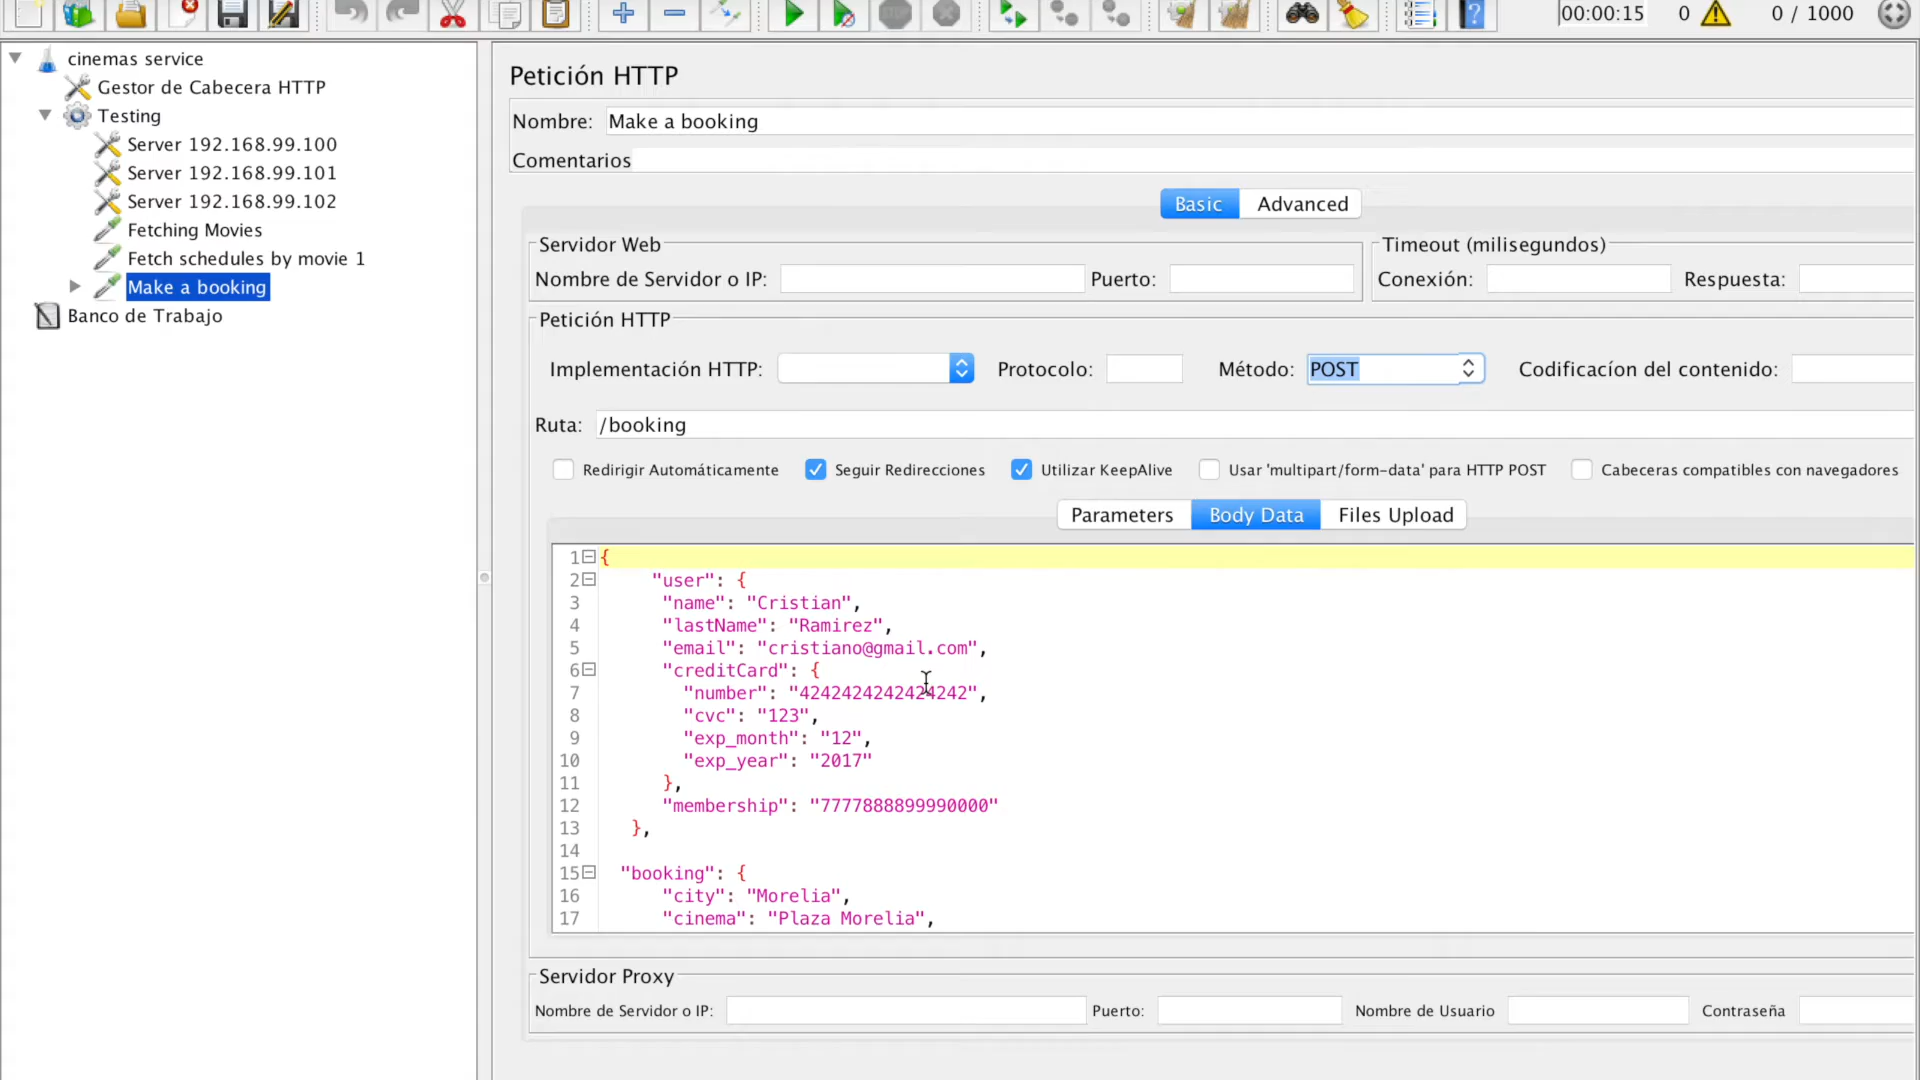 00:00:15 0 0 / 1000
cinemas service
Gestor de Cabecera HTTP
Testing
Server 192.168.99.100
Server 192.168.99.101
Server 192.168.99.102
Fetching Movies
Fetch schedules by movie 1
Make a booking
Banco de Trabajo
Petición HTTP
Nombre: Make a booking
Comentarios
Basic Advanced
Servidor Web
Nombre de Servidor o IP: Puerto:
Timeout (milisegundos)
Conexión: Respuesta:
Petición HTTP
Implementación HTTP: Protocolo: Método: POST Codificacíon del contenido:
Ruta: /booking
Redirigir Automáticamente Seguir Redirecciones Utilizar KeepAlive Usar 'multipart/form-data' para HTTP POST Cabeceras compatibles con navegadores
Parameters Body Data Files Upload
1 {
2 "user": {
3 "name": "Cristian",
4 "lastName": "Ramirez",
5 "email": "cristiano@gmail.com",
6 "creditCard": {
7 "number": "4242424242424242",
8 "cvc": "123",
9 "exp_month": "12",
10 "exp_year": "2017"
11 },
12 "membership": "7777888899990000"
13 },
14
15 "booking": {
16 "city": "Morelia",
17 "cinema": "Plaza Morelia",
Servidor Proxy
Nombre de Servidor o IP: Puerto: Nombre de Usuario Contraseña